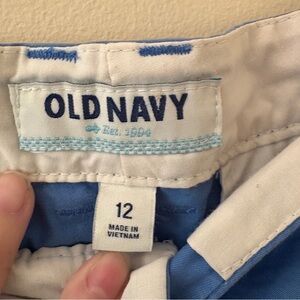 OLD NAVY
Est. 1994
12
MADE IN
VIETNAM